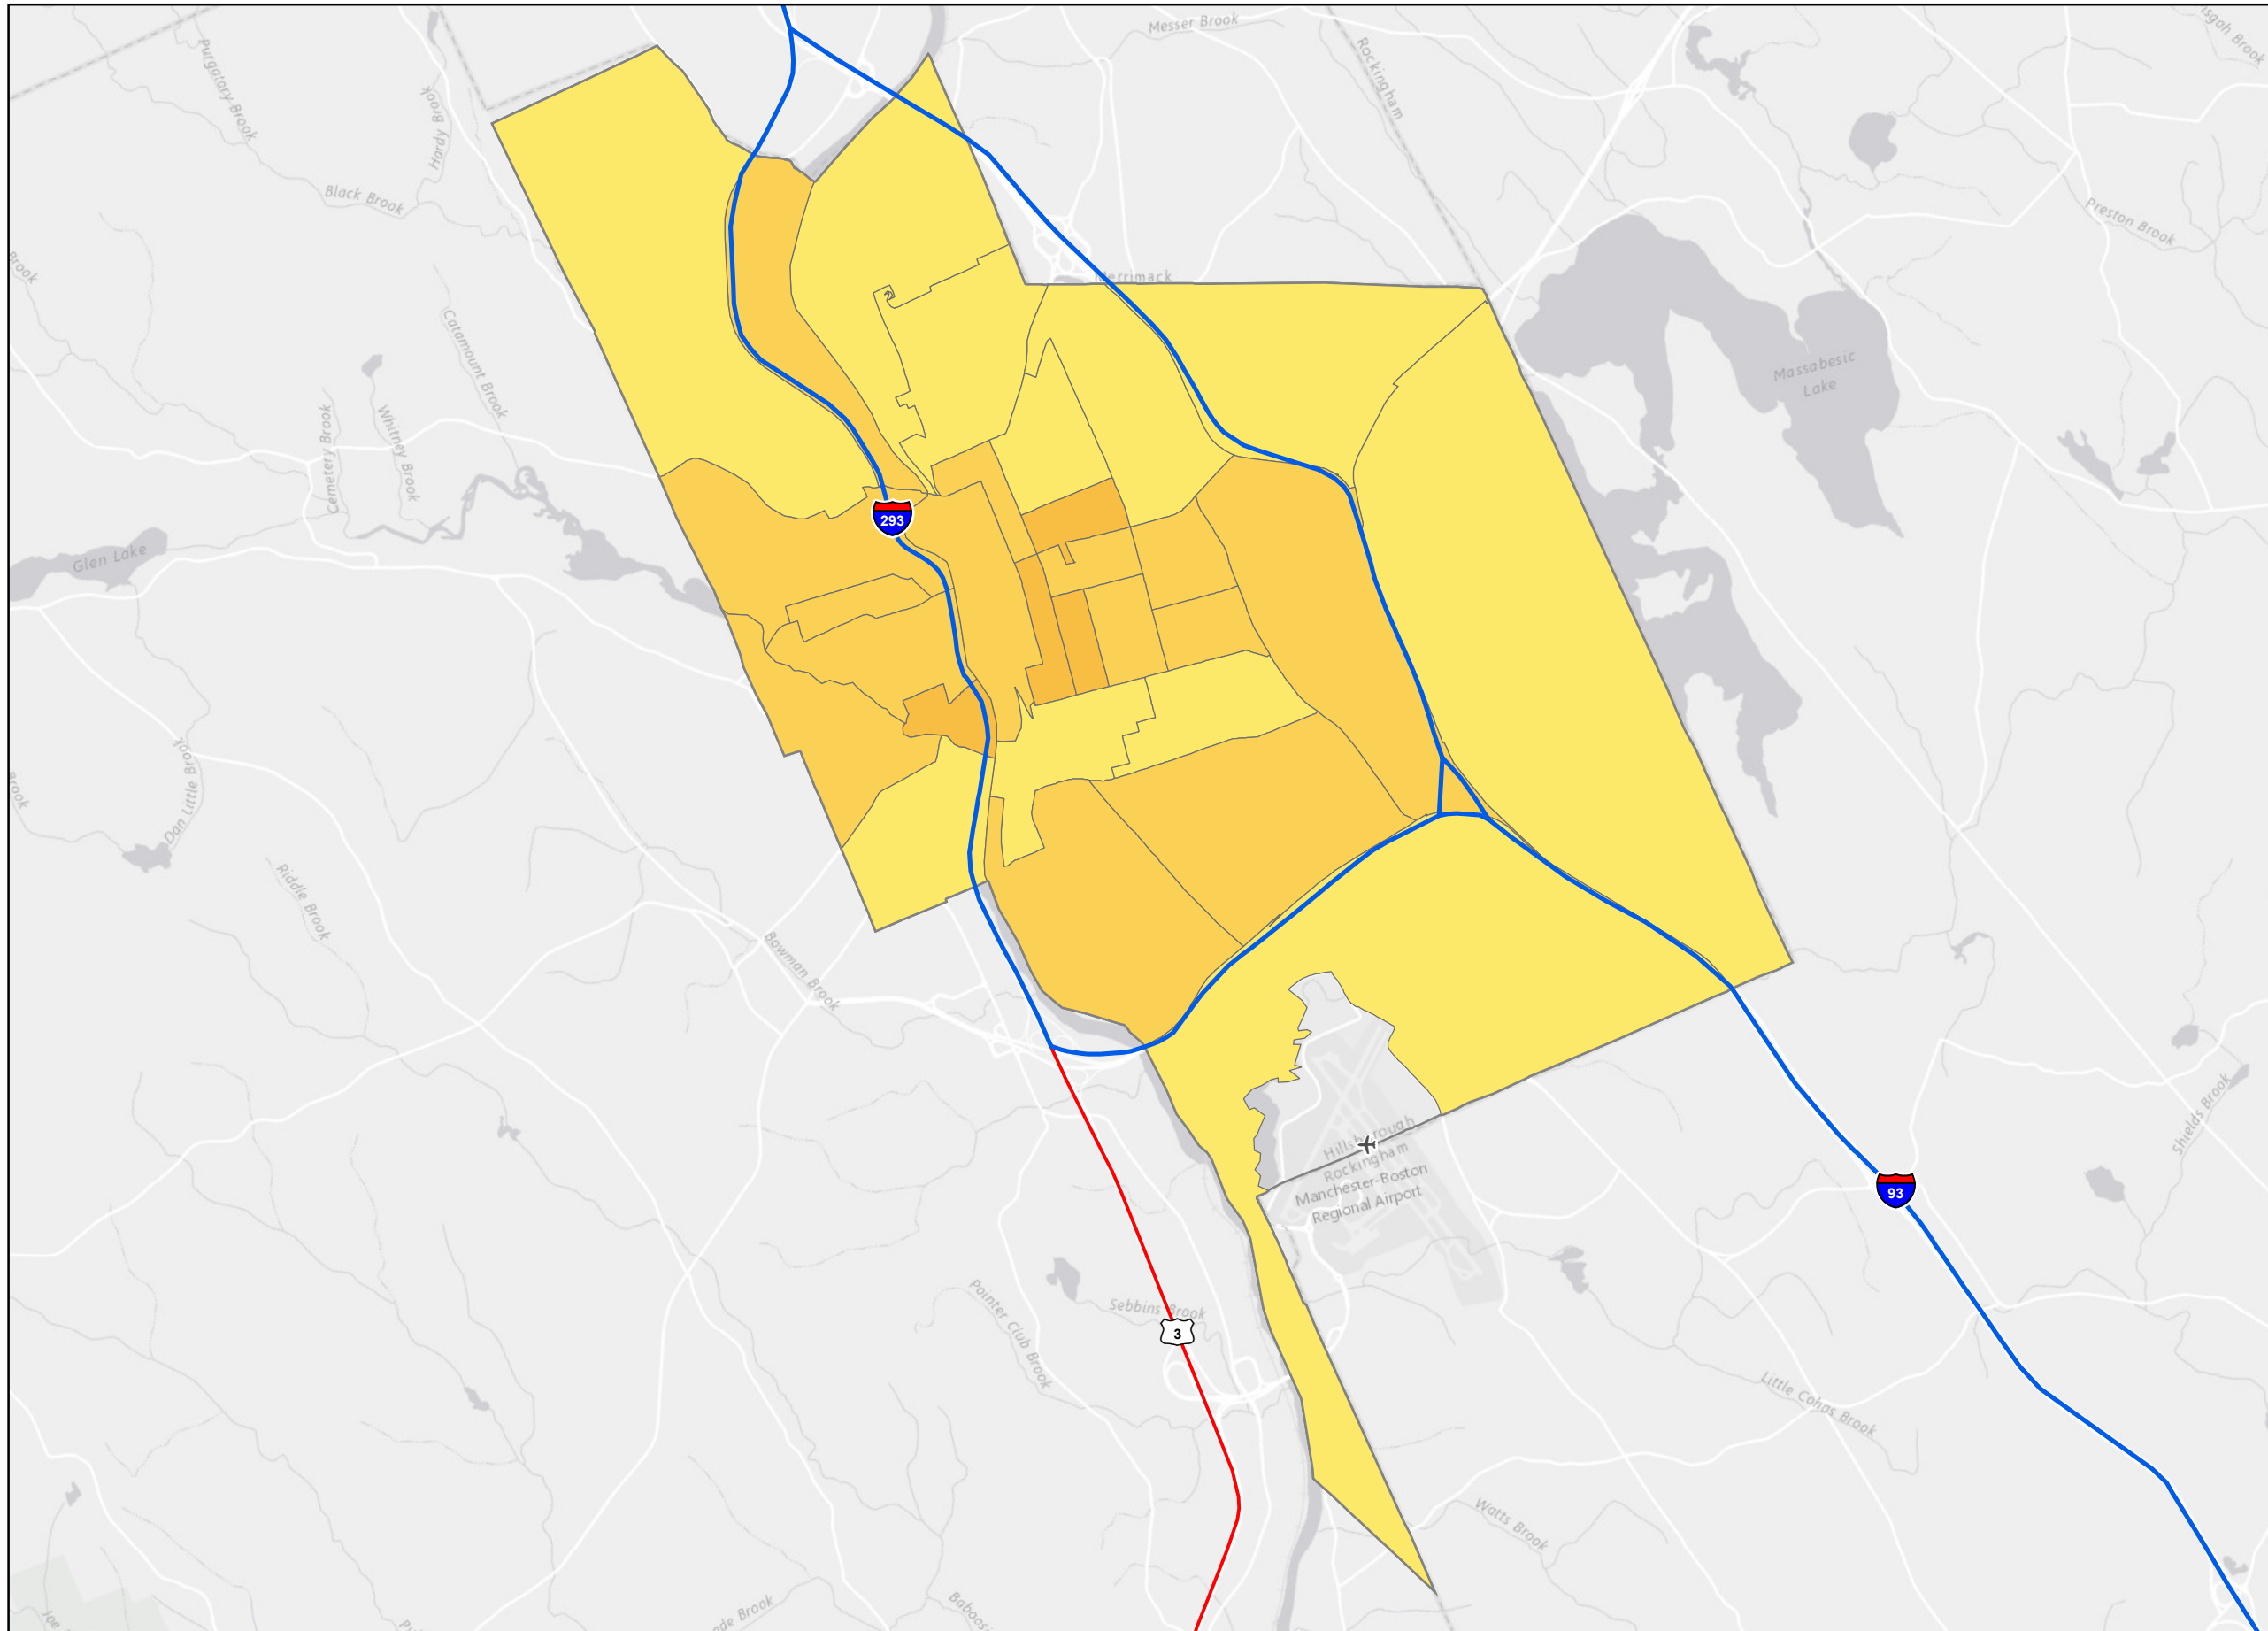 Messer Brook
Purgatory Brook
Rockingham
Black Brook
Preston Brook
Merrimack
Catamount Brook
Massabesic
Lake
Cemetery Brook
Whitney Brook
293
Glen Lake
Dan Little Brook
Brook
Brook
Riddle Brook
Bowman Brook
Shields Brook
Hillsborough
Rockingham
Manchester-Boston
Regional Airport
93
Sebbins Brook
Pointer Club Brook
3
Little Cohas Brook
Watts Brook
Joe